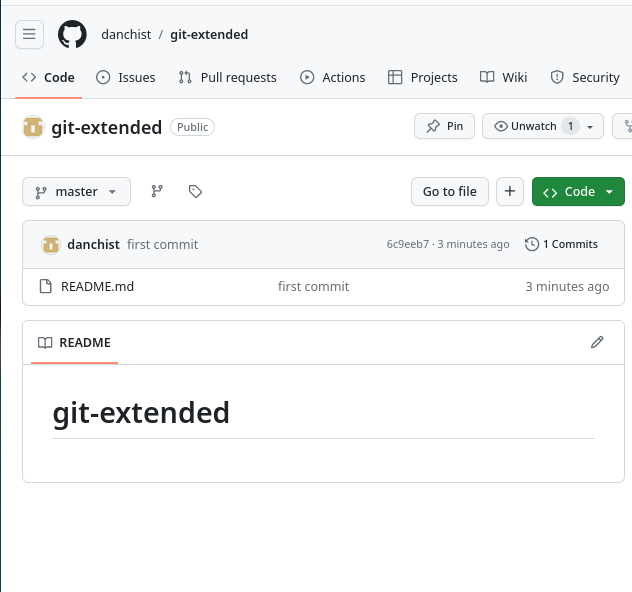 danchist / git-extended
Code Issues Pull requests Actions Projects Wiki Security
git-extended Public Pin Unwatch 1
master Go to file + Code
danchist first commit 6c9eeb7 · 3 minutes ago 1 Commits
README.md first commit 3 minutes ago
README
git-extended